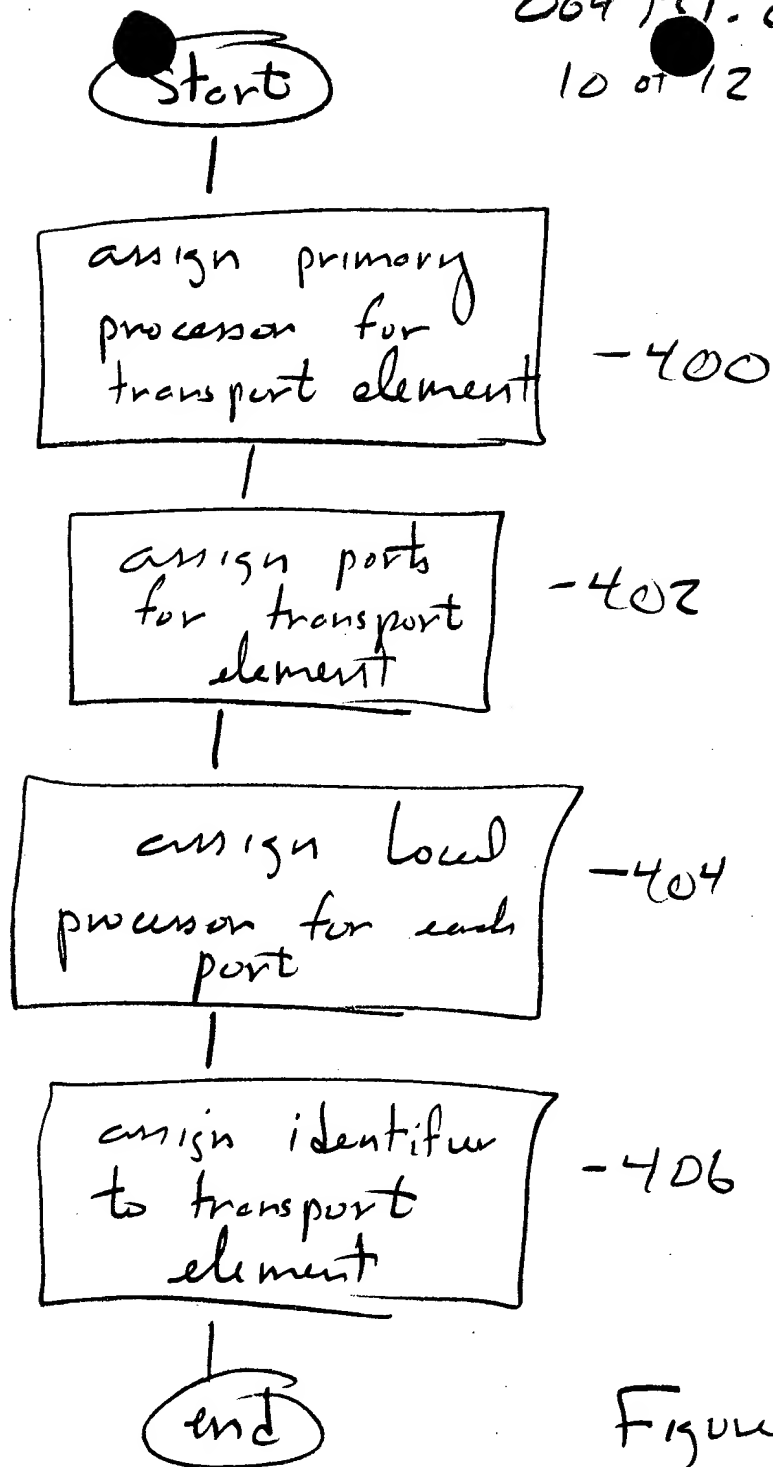 Start
10 of 12
assign primary
processor for
transport element
-400
assign ports
for transport
element
-402
assign local
processor for each
port
-404
assign identifier
to transport
element
-406
end
Figure